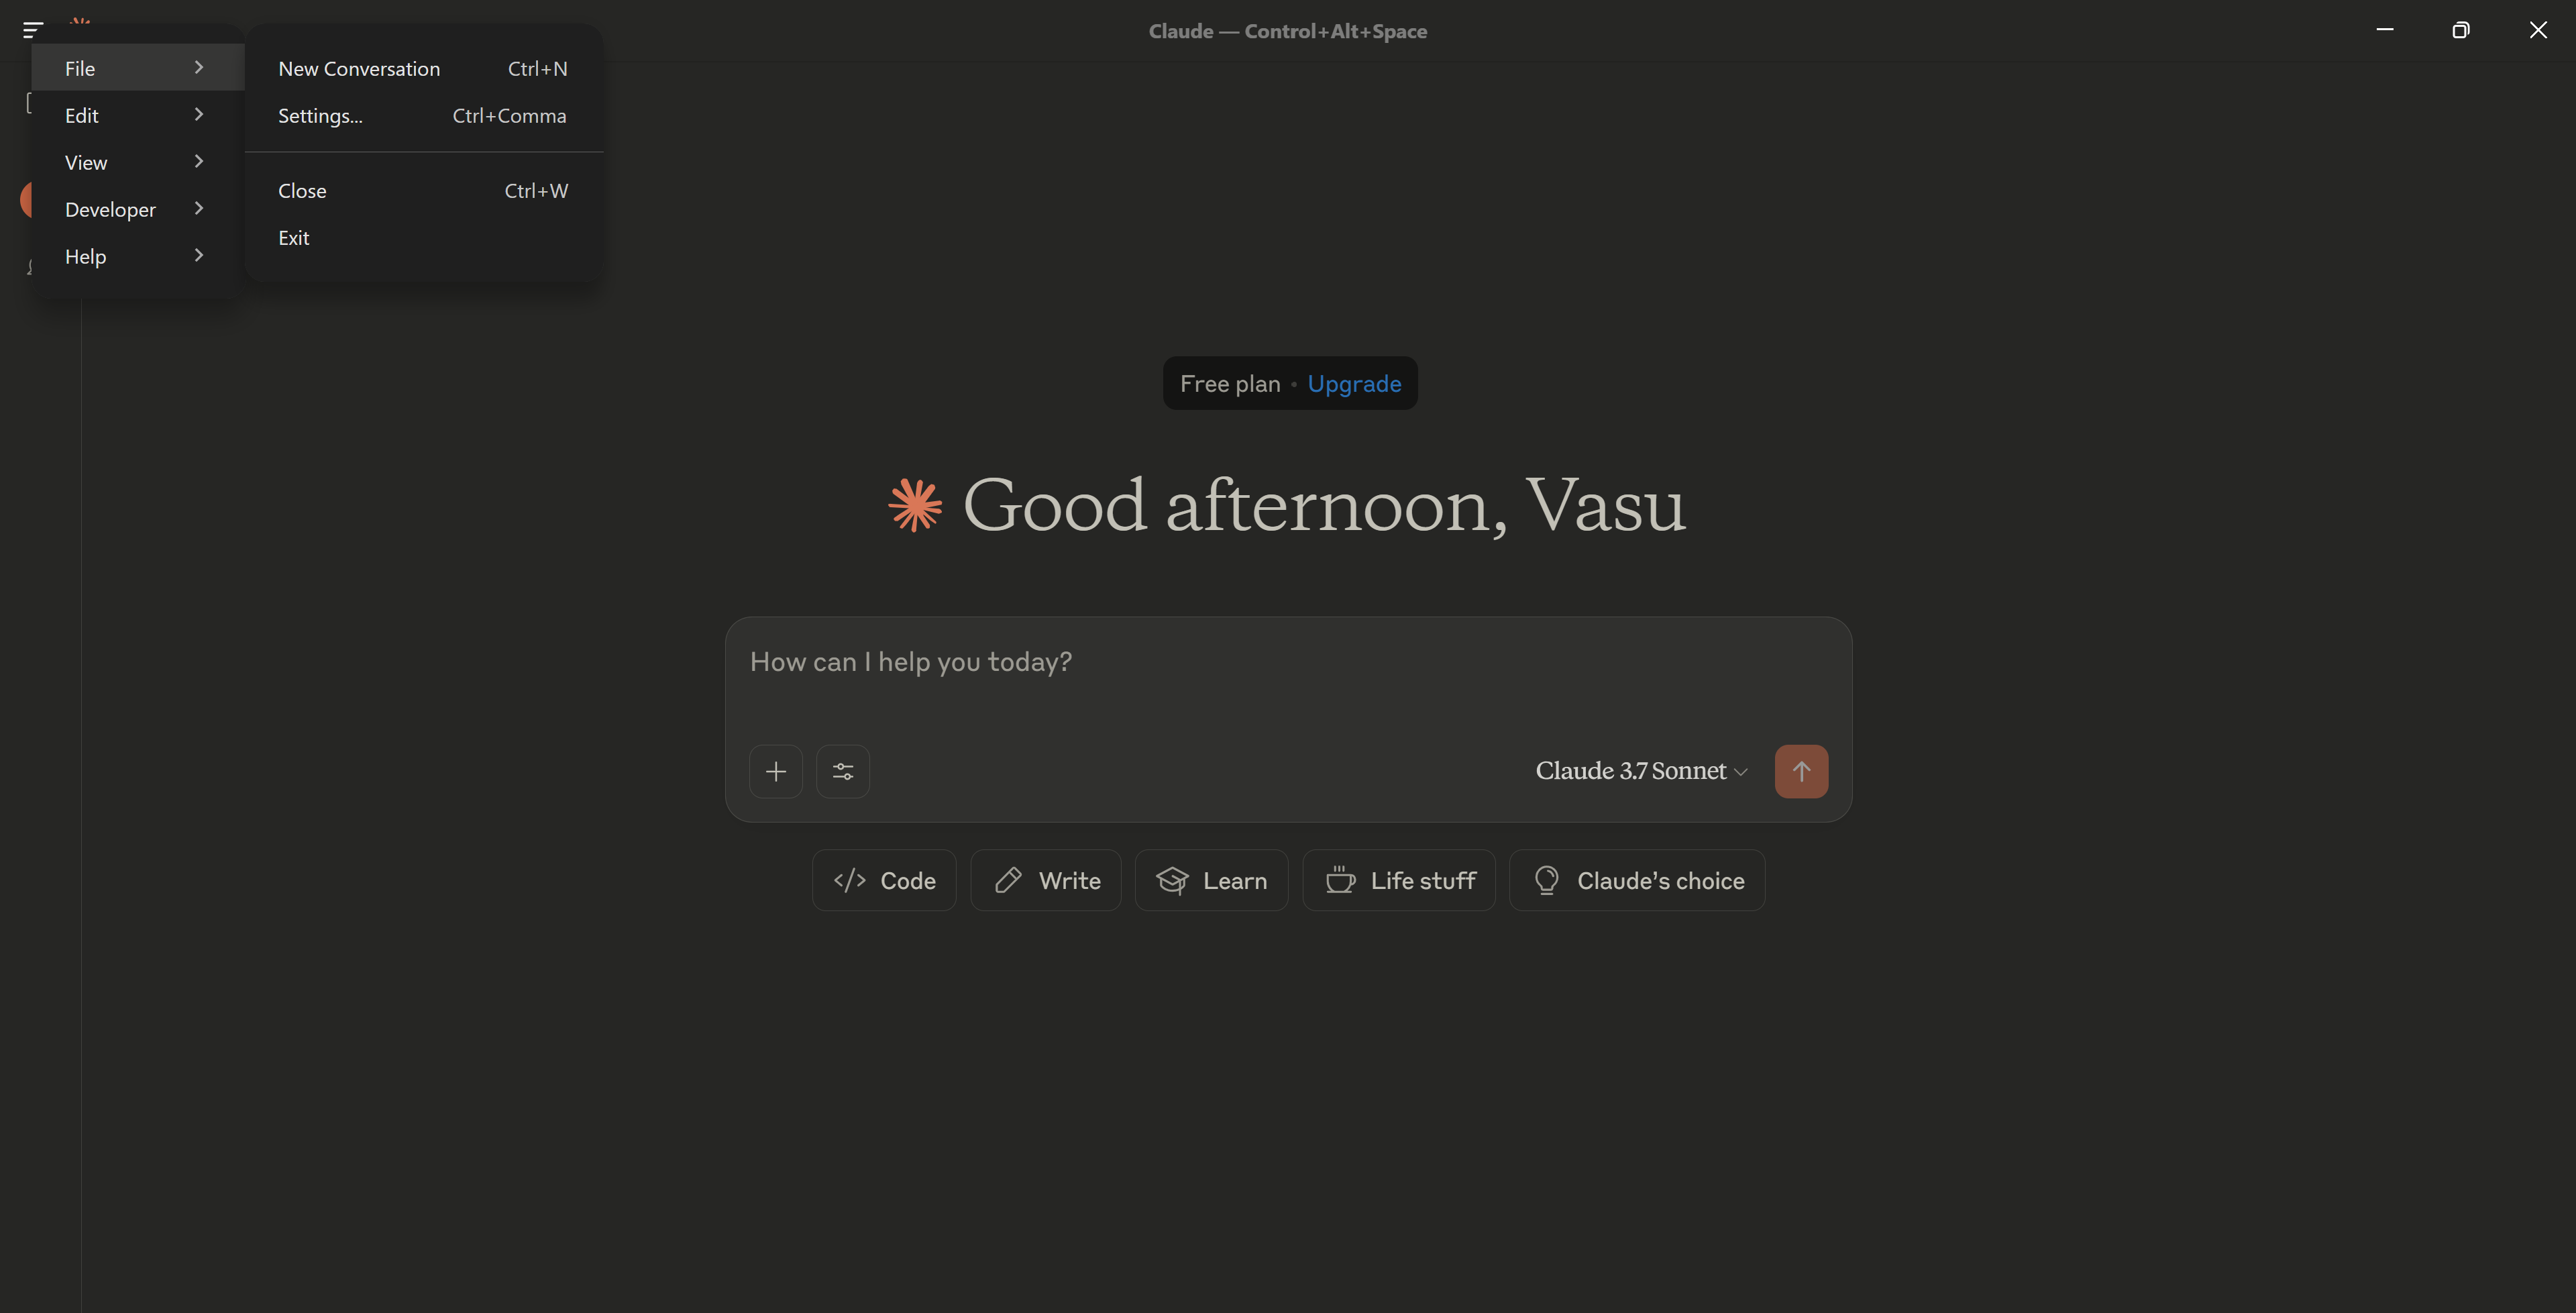 Claude — Control+Alt+Space
File
Edit
View
Developer
Help
New Conversation Ctrl+N
Settings... Ctrl+Comma
Close Ctrl+W
Exit
Free plan • Upgrade
Good afternoon, Vasu
How can I help you today?
Claude 3.7 Sonnet
Code Write Learn Life stuff Claude’s choice